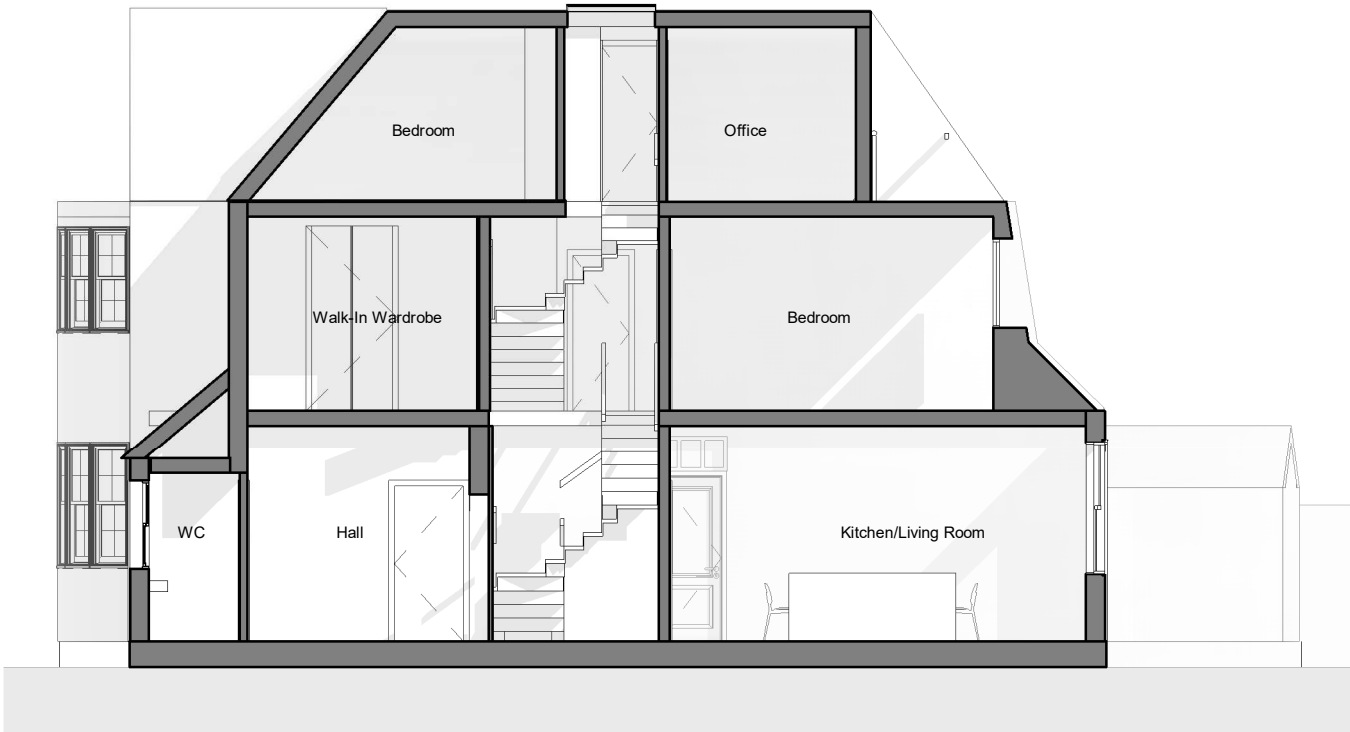 Bedroom
Office
Walk-In Wardrobe
Bedroom
WC
Hall
Kitchen/Living Room